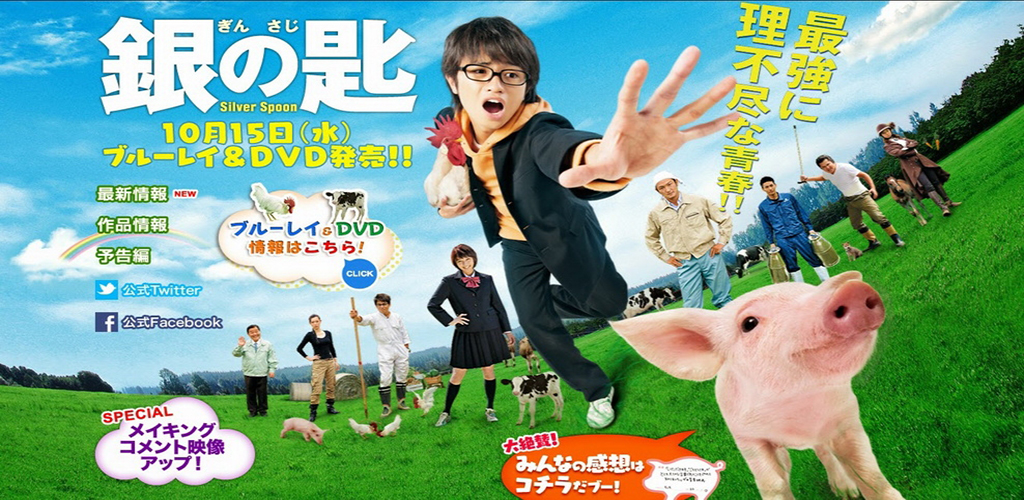 ぎん さじ
銀の匙
Silver Spoon
10月15日(水)
ブルーレイ&DVD発売!!
最強に
理不尽な青春!!
最新情報 NEW
作品情報
予告編
公式Twitter
公式Facebook
ブルーレイ&DVD
情報はこちら!
CLICK
SPECIAL
メイキング
コメント映像
アップ!
大絶賛!
みんなの感想は
コチラだブー!